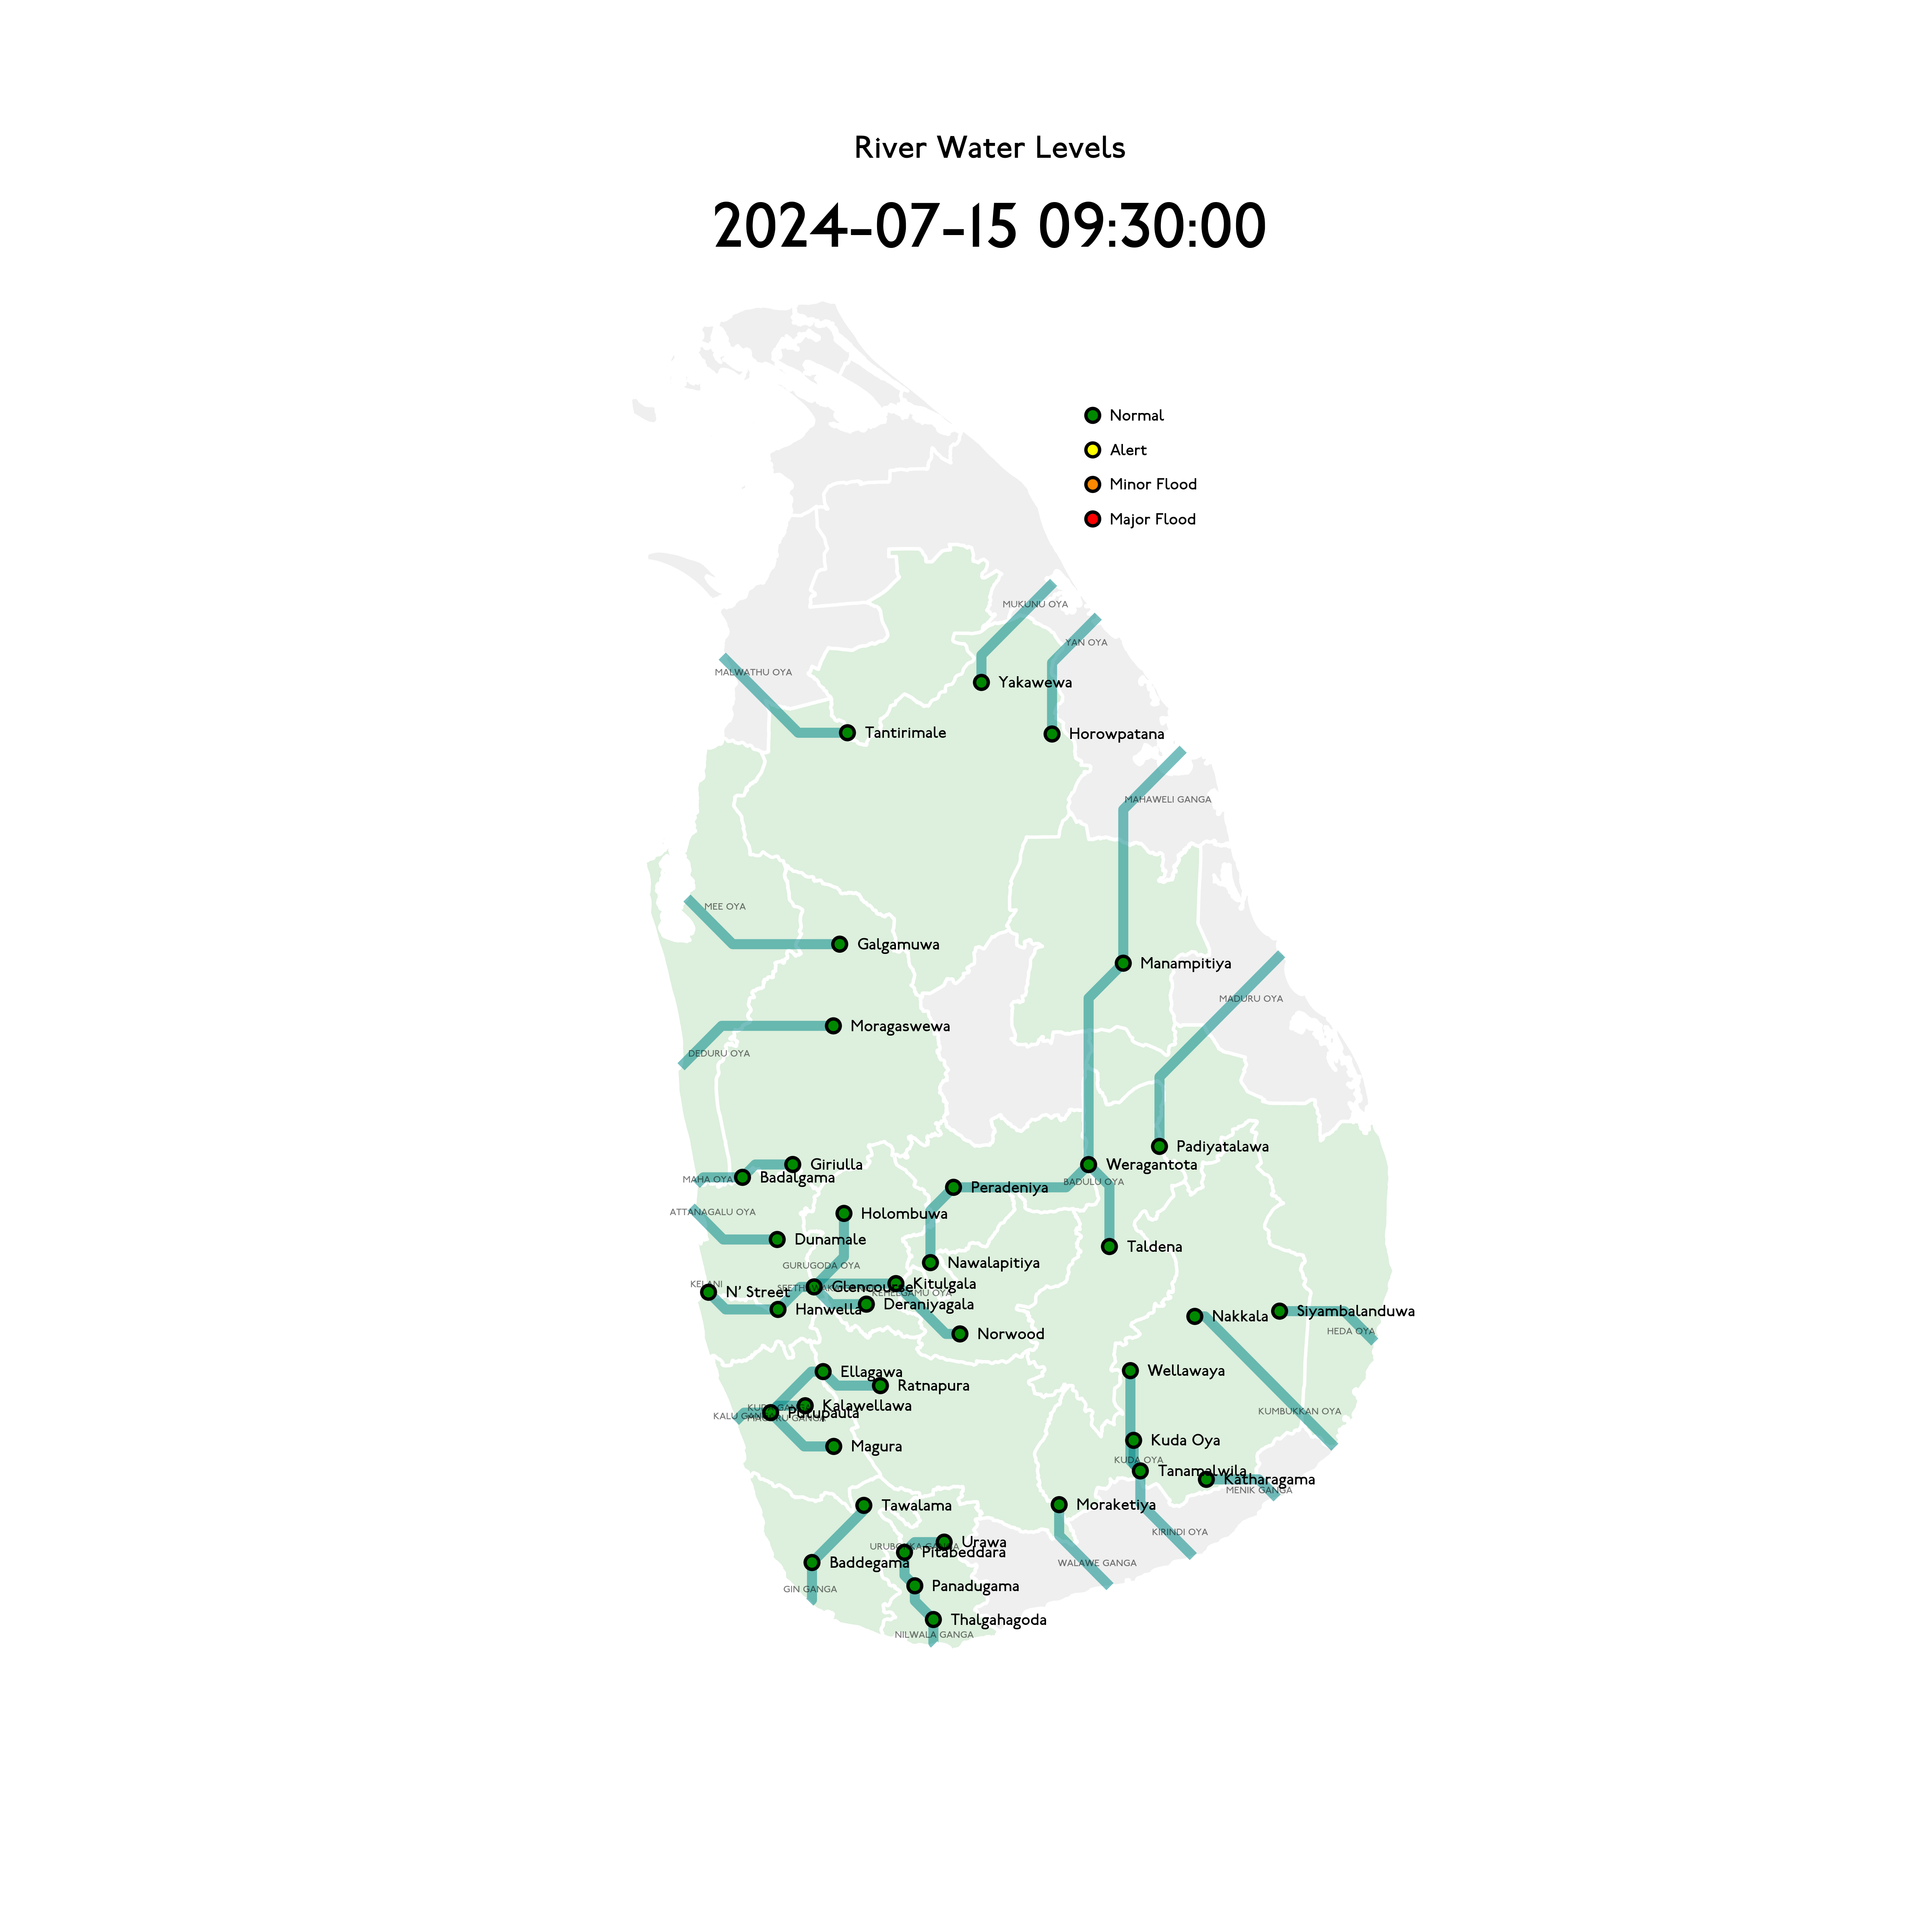 River Water Levels
2024-07-15 09:30:00
Normal
Alert
Minor Flood
Major Flood
MUKUNU OYA
YAN OYA
MALWATHU OYA
Yakawewa
Tantirimale
Horowpatana
MAHAWELI GANGA
MEE OYA
Galgamuwa
Manampitiya
MADURU OYA
Moragaswewa
DEDURU OYA
Padiyatalawa
Giriulla
Weragantota
Badalgama
MAHA OYA
BADULU OYA
Peradeniya
ATTANAGALU OYA
Holombuwa
Dunamale
Taldena
Nawalapitiya
GURUGODA OYA
KELANI
Kitulgala
Glencourse
N' Street
KEHELGAMU OYA
Deraniyagala
Hanwella
Siyambalanduwa
Nakkala
HEDA OYA
Norwood
Wellawaya
Ellagawa
Ratnapura
Kalawellawa
KUMBUKKAN OYA
Putupaula
KALU GANGA
Kuda Oya
Magura
KUDA OYA
Tanamalwila
Katharagama
MENIK GANGA
Tawalama
Moraketiya
KIRINDI OYA
Urawa
Pitabeddara
Baddegama
WALAWE GANGA
GIN GANGA
Panadugama
Thalgahagoda
NILWALA GANGA